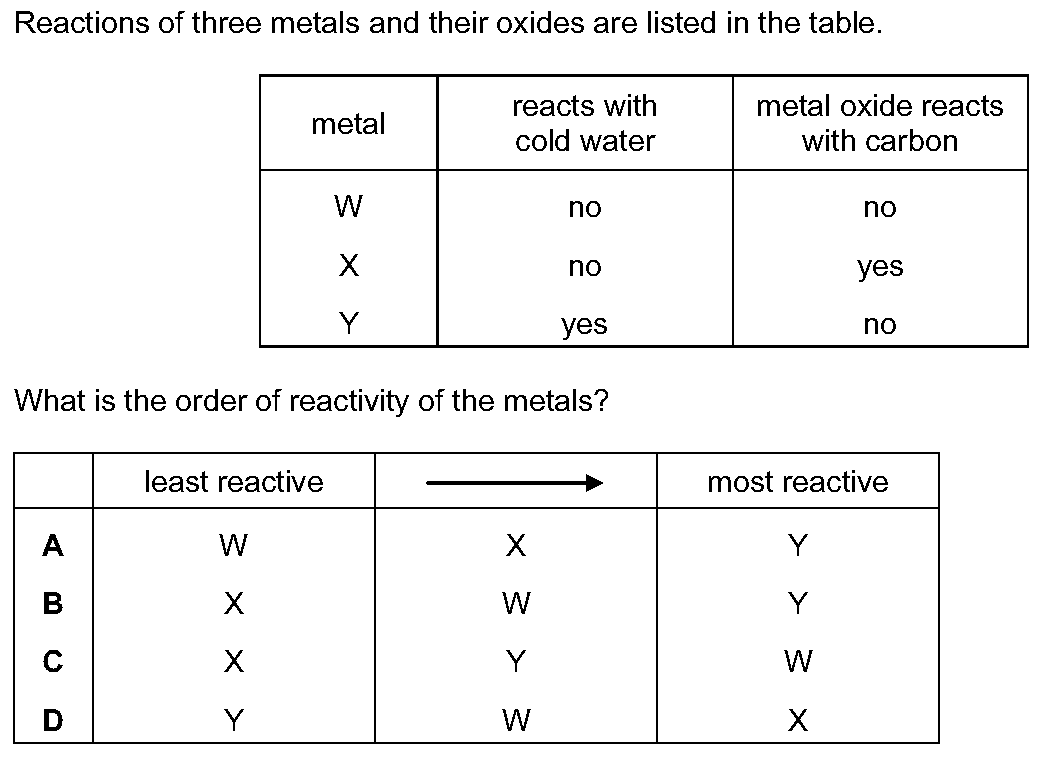 Reactions of three metals and their oxides are listed in the table.
metal reacts with cold water metal oxide reacts with carbon
W no no
X no yes
Y yes no
What is the order of reactivity of the metals?
least reactive most reactive
A W X Y
B X W Y
C X Y W
D Y W X